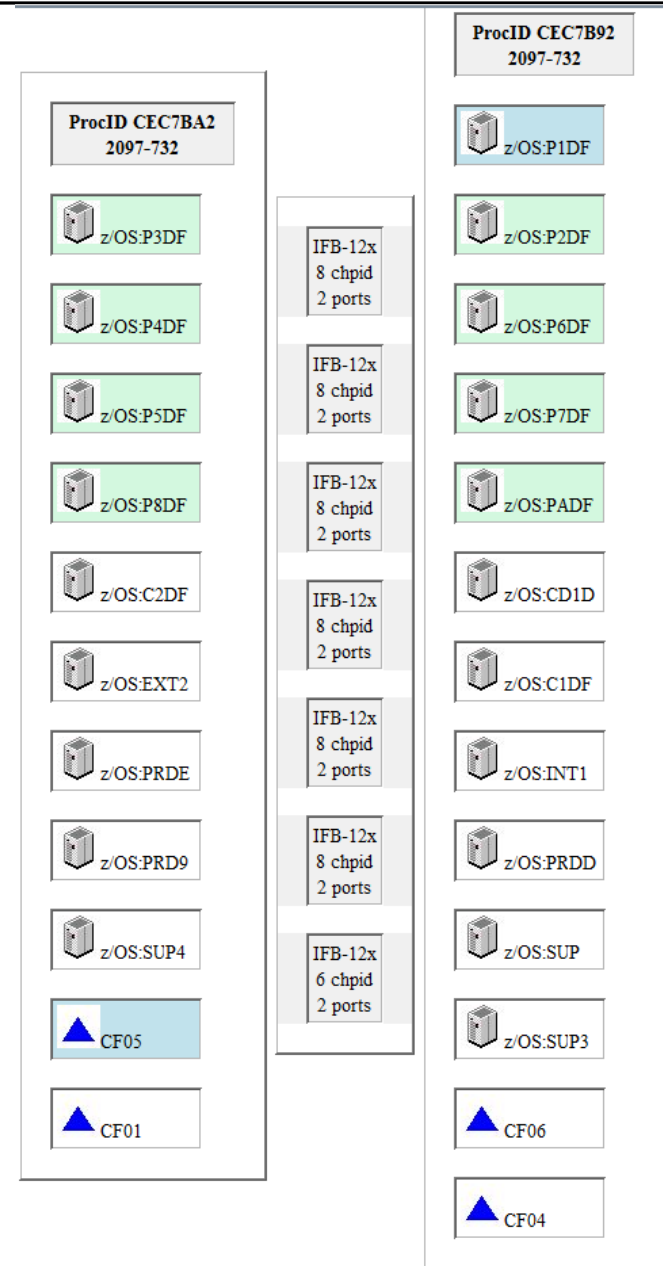 ProcID CEC7BA2
2097-732
z/OS:P3DF
z/OS:P4DF
z/OS:P5DF
z/OS:P8DF
z/OS:C2DF
z/OS:EXT2
z/OS:PRDE
z/OS:PRD9
z/OS:SUP4
CF05
CF01
IFB-12x
8 chpid
2 ports
IFB-12x
8 chpid
2 ports
IFB-12x
8 chpid
2 ports
IFB-12x
8 chpid
2 ports
IFB-12x
8 chpid
2 ports
IFB-12x
8 chpid
2 ports
IFB-12x
6 chpid
2 ports
ProcID CEC7B92
2097-732
z/OS:P1DF
z/OS:P2DF
z/OS:P6DF
z/OS:P7DF
z/OS:PADF
z/OS:CD1D
z/OS:C1DF
z/OS:INT1
z/OS:PRDD
z/OS:SUP
z/OS:SUP3
CF06
CF04